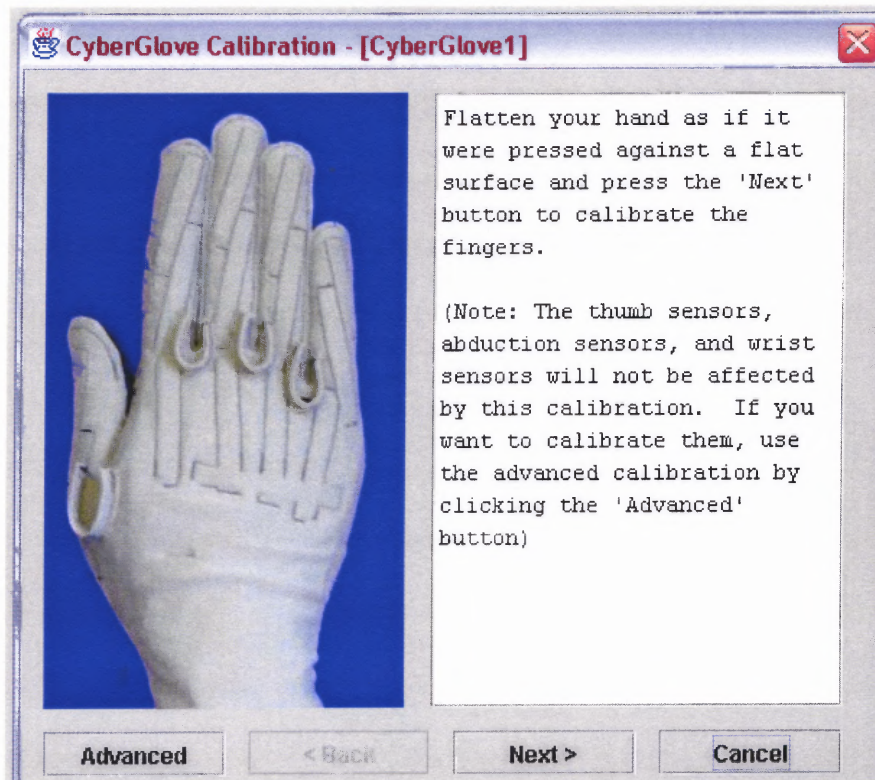 CyberGlove Calibration - [CyberGlove1]
Flatten your hand as if it
were pressed against a flat
surface and press the 'Next'
button to calibrate the
fingers.
(Note: The thumb sensors,
abduction sensors, and wrist
sensors will not be affected
by this calibration.  If you
want to calibrate them, use
the advanced calibration by
clicking the 'Advanced'
button)
Advanced
< Back
Next >
Cancel